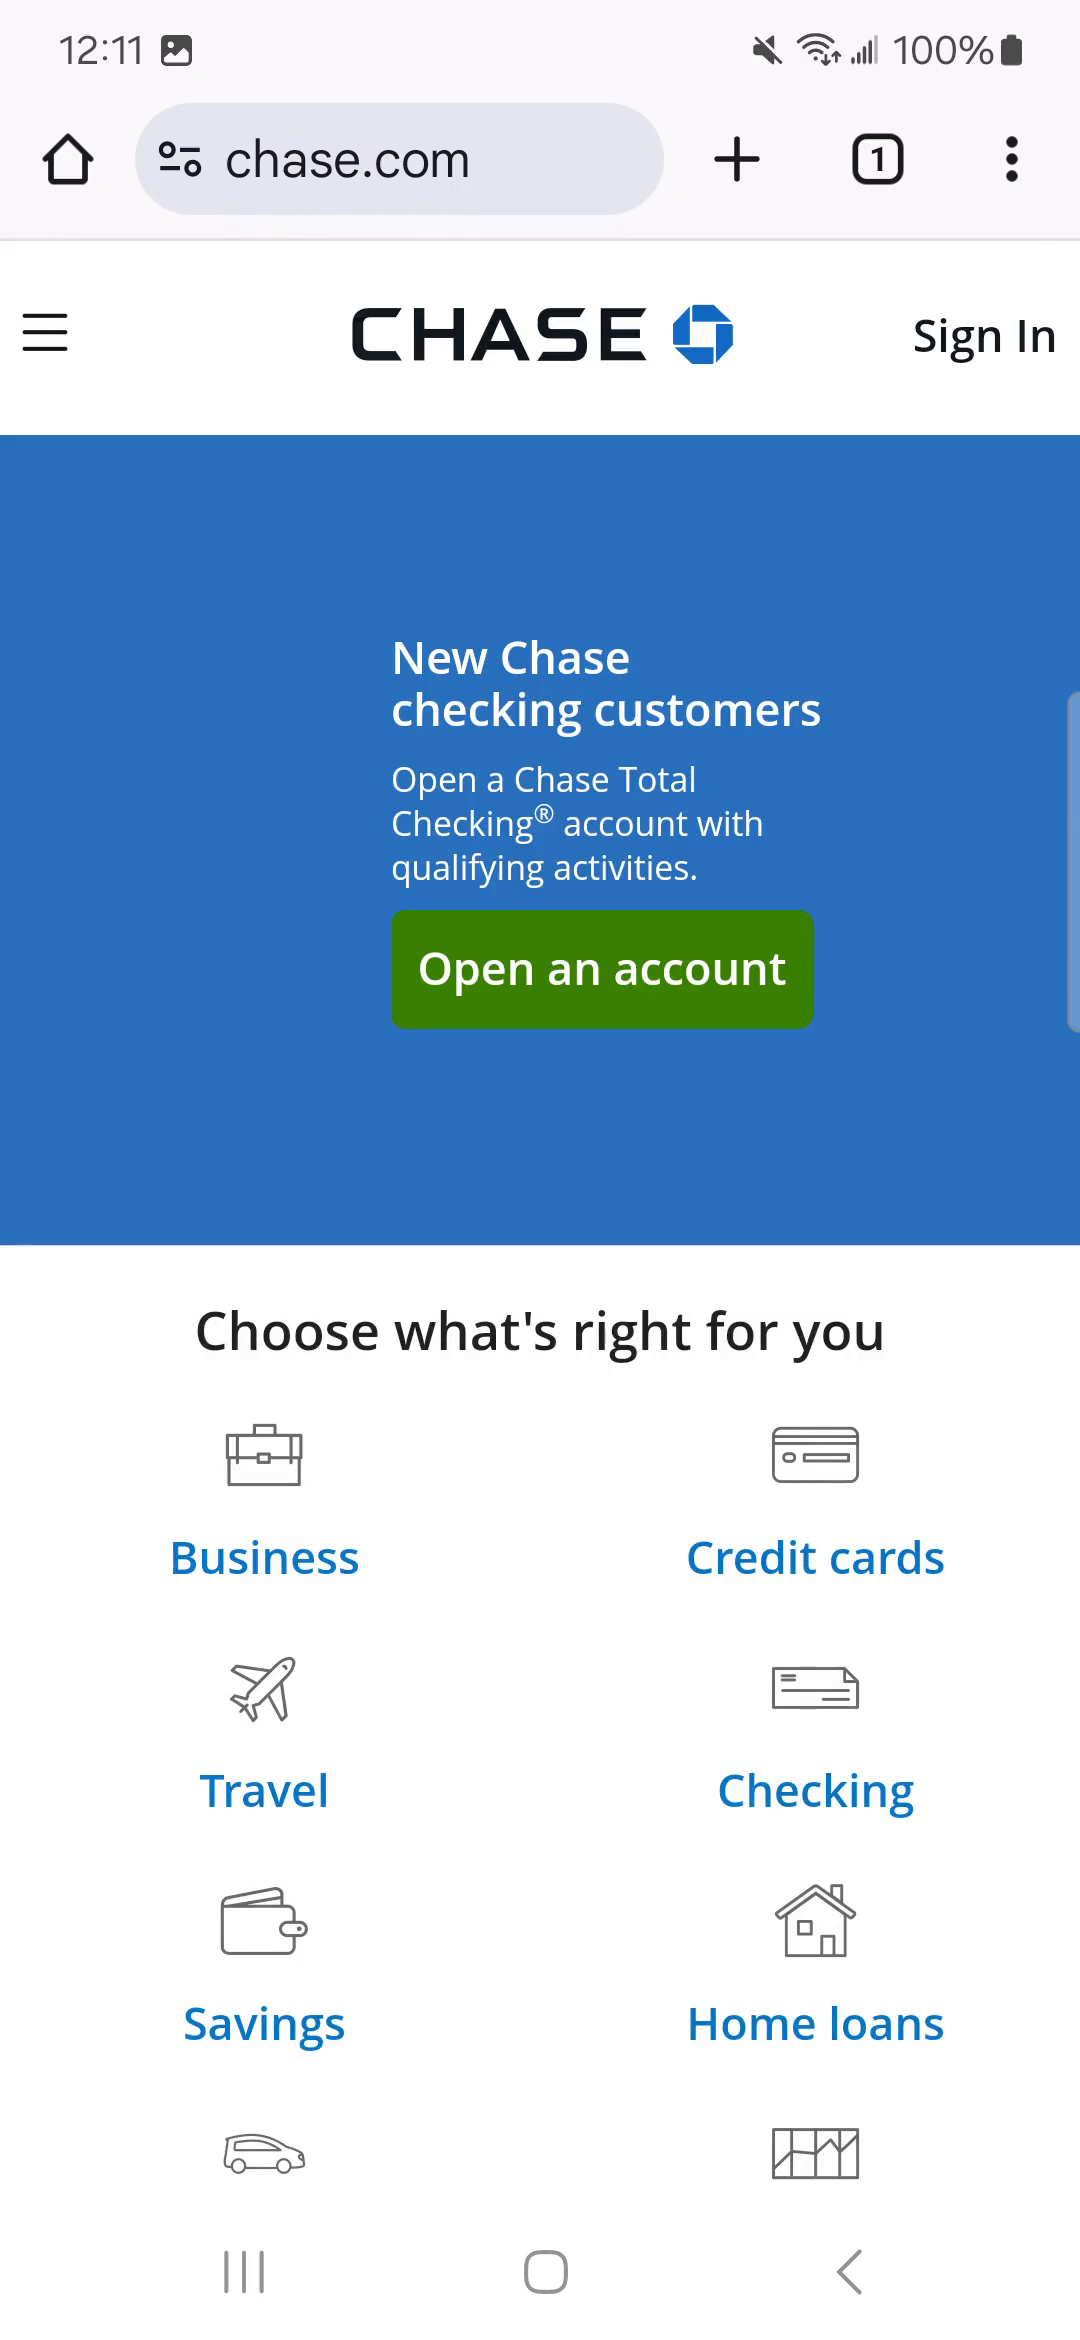 12:11
100%
chase.com
1
CHASE
Sign In
New Chase
checking customers
Open a Chase Total
Checking® account with
qualifying activities.
Open an account
Choose what's right for you
Business
Credit cards
Travel
Checking
Savings
Home loans